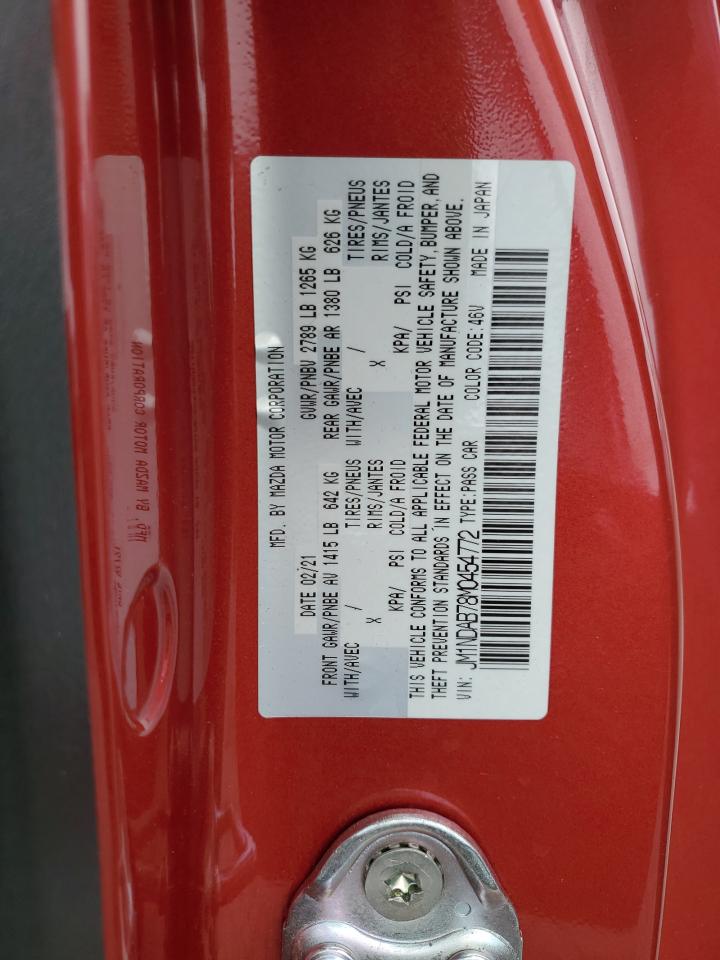 MFD. BY MAZDA MOTOR CORPORATION
DATE 02/21 GVWR/PNBV 2789 LB 1265 KG
FRONT GAWR/PNBE AV 1415 LB 642 KG REAR GAWR/PNBE AR 1380 LB 626 KG
WITH/AVEC / TIRES/PNEUS WITH/AVEC / TIRES/PNEUS
X RIMS/JANTES X RIMS/JANTES
KPA/ PSI COLD/A FROID KPA/ PSI COLD/A FROID
THIS VEHICLE CONFORMS TO ALL APPLICABLE FEDERAL MOTOR VEHICLE SAFETY, BUMPER, AND
THEFT PREVENTION STANDARDS IN EFFECT ON THE DATE OF MANUFACTURE SHOWN ABOVE.
VIN: JM1NDAB78M0454772 TYPE:PASS CAR COLOR CODE:46V MADE IN JAPAN